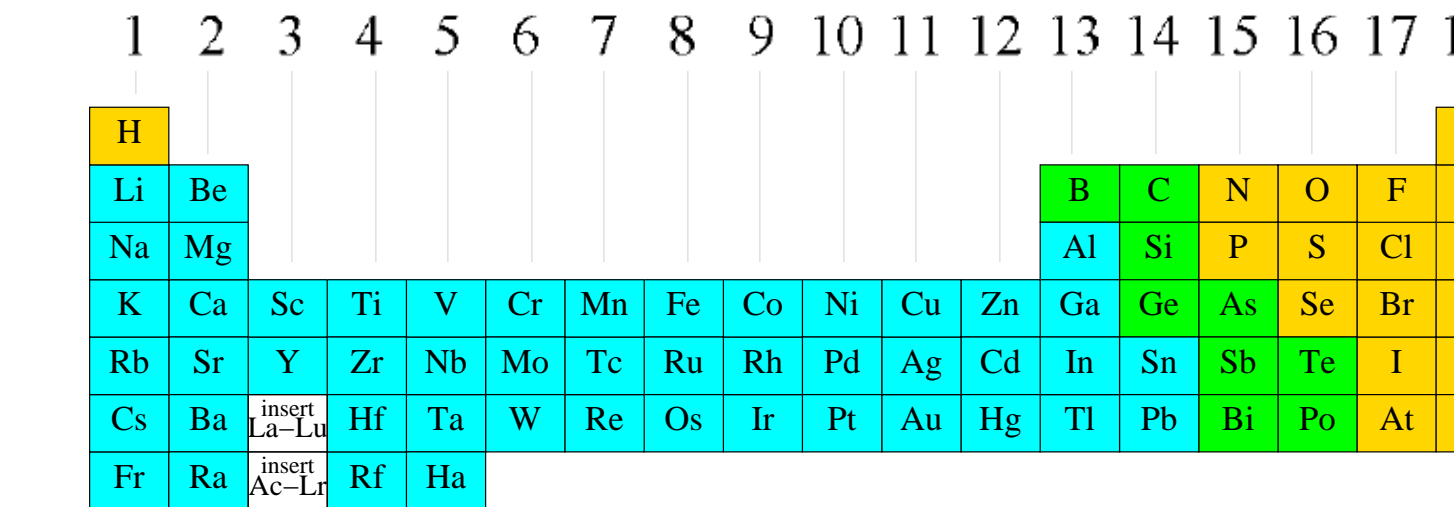 1 2 3 4 5 6 7 8 9 10 11 12 13 14 15 16 17
H
Li Be B C N O F
Na Mg Al Si P S Cl
K Ca Sc Ti V Cr Mn Fe Co Ni Cu Zn Ga Ge As Se Br
Rb Sr Y Zr Nb Mo Tc Ru Rh Pd Ag Cd In Sn Sb Te I
Cs Ba insert La–Lu Hf Ta W Re Os Ir Pt Au Hg Tl Pb Bi Po At
Fr Ra insert Ac–Lr Rf Ha